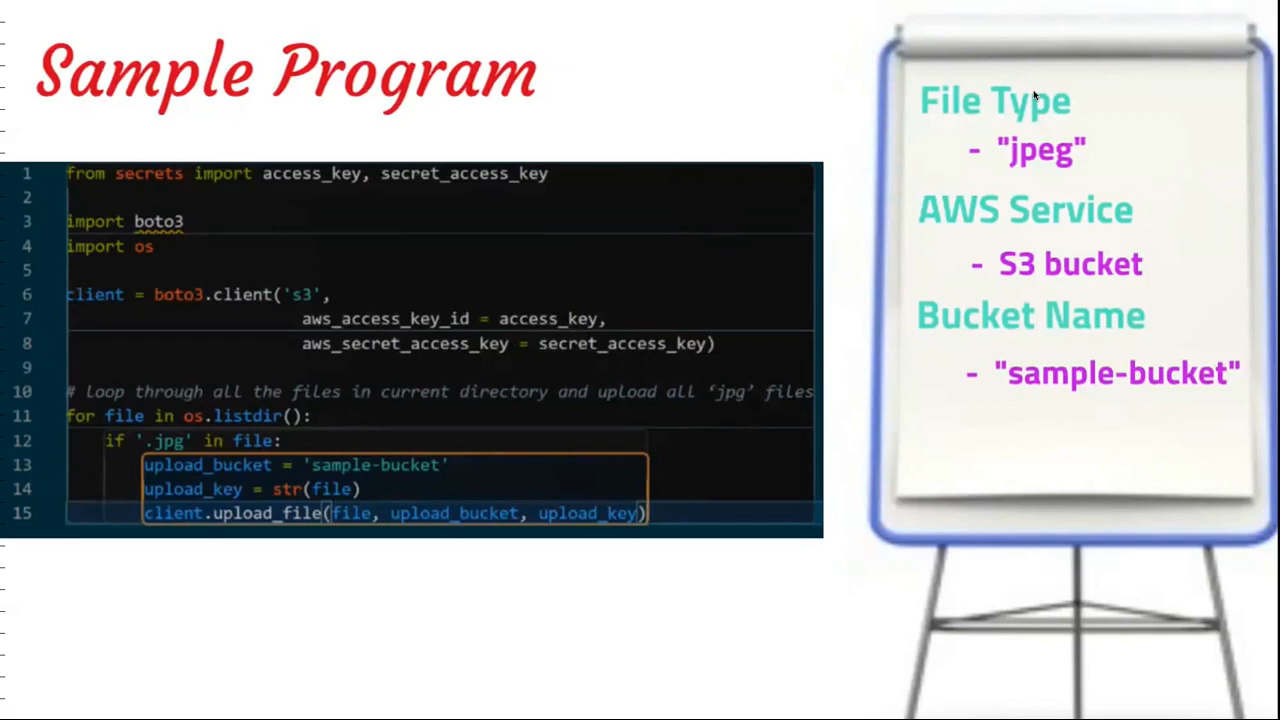 Sample Program
1 from secrets import access_key, secret_access_key
2
3 import boto3
4 import os
5
6 client = boto3.client('s3',
7 aws_access_key_id = access_key,
8 aws_secret_access_key = secret_access_key)
9
10 # loop through all the files in current directory and upload all ‘jpg’ files
11 for file in os.listdir():
12 if '.jpg' in file:
13 upload_bucket = 'sample-bucket’
14 upload_key = str(file)
15 client.upload_file(file, upload_bucket, upload_key)
File Type
- "jpeg"
AWS Service
- S3 bucket
Bucket Name
- "sample-bucket"